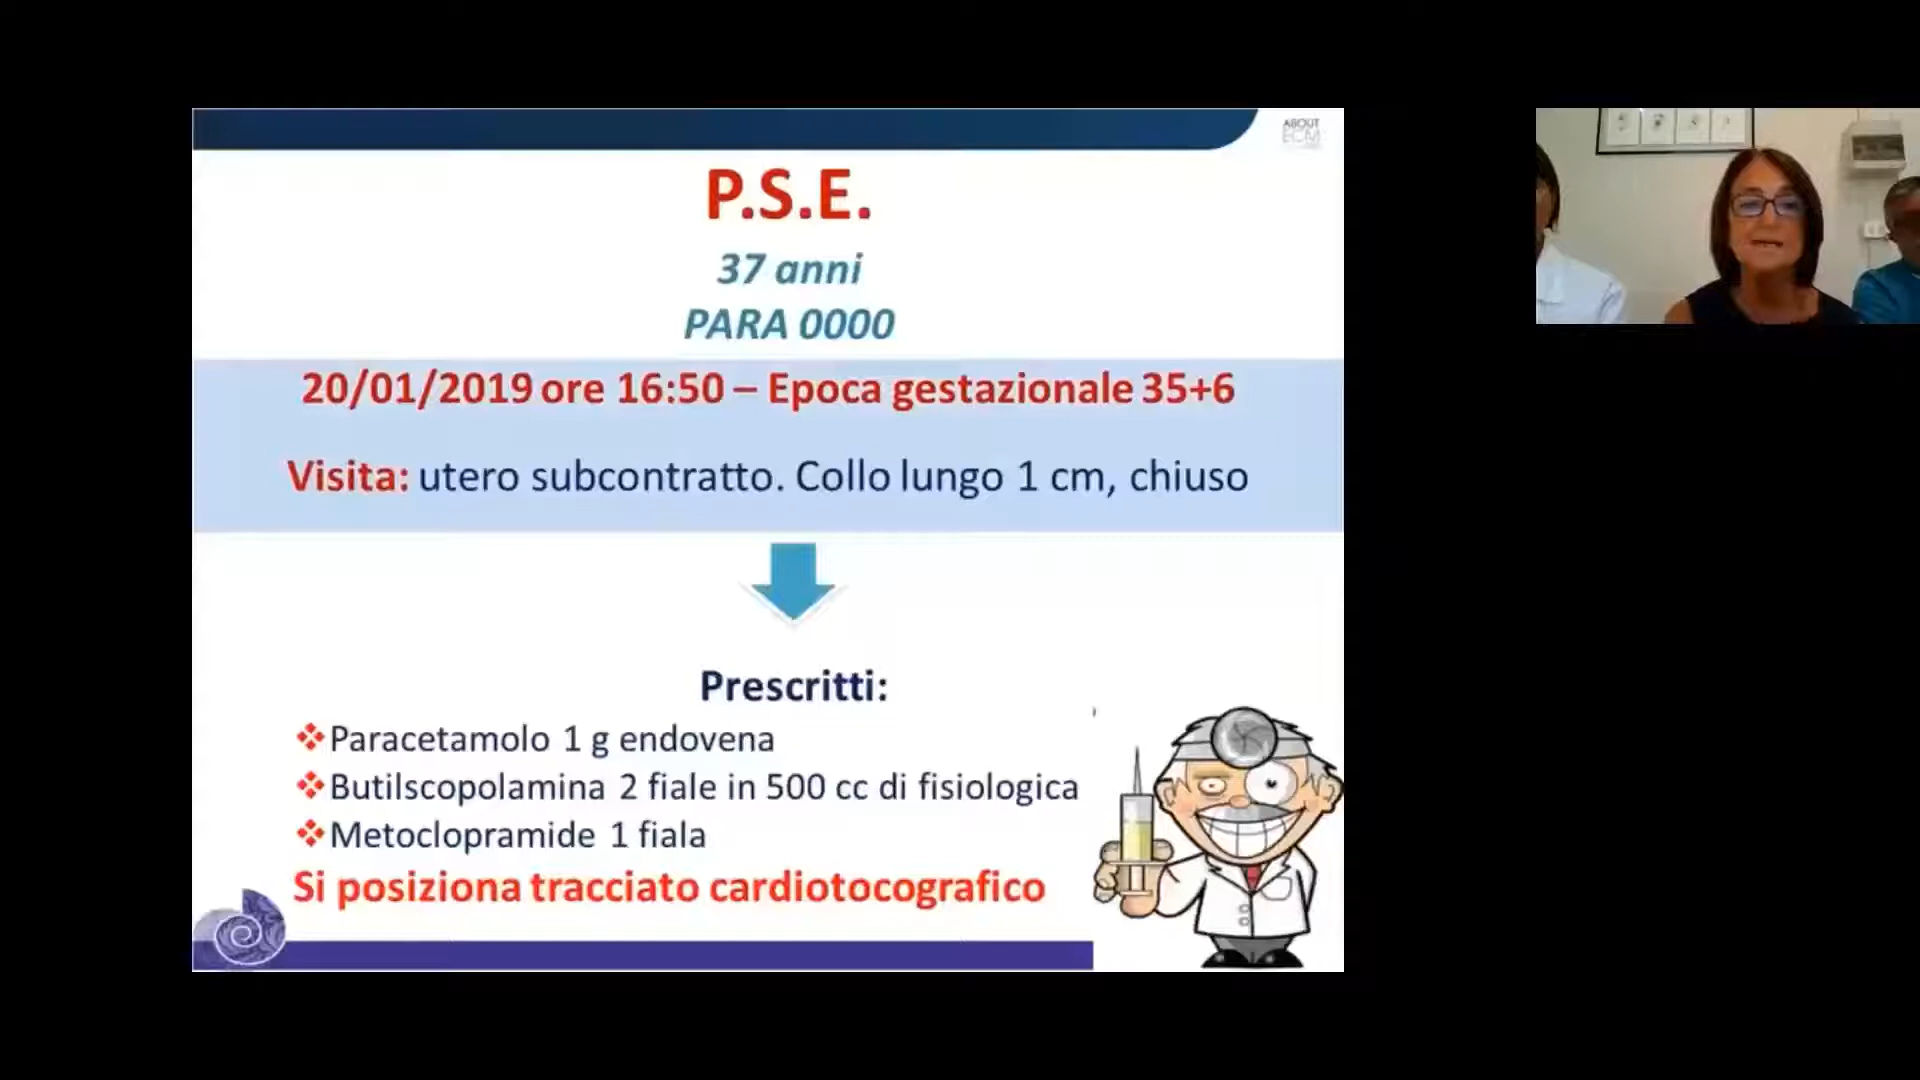 ABOUT
ECM
P.S.E.
37 anni
PARA 0000
20/01/2019 ore 16:50 – Epoca gestazionale 35+6
Visita: utero subcontratto. Collo lungo 1 cm, chiuso
Prescritti:
❖Paracetamolo 1 g endovena
❖Butilscopolamina 2 fiale in 500 cc di fisiologica
❖Metoclopramide 1 fiala
Si posiziona tracciato cardiotocografico